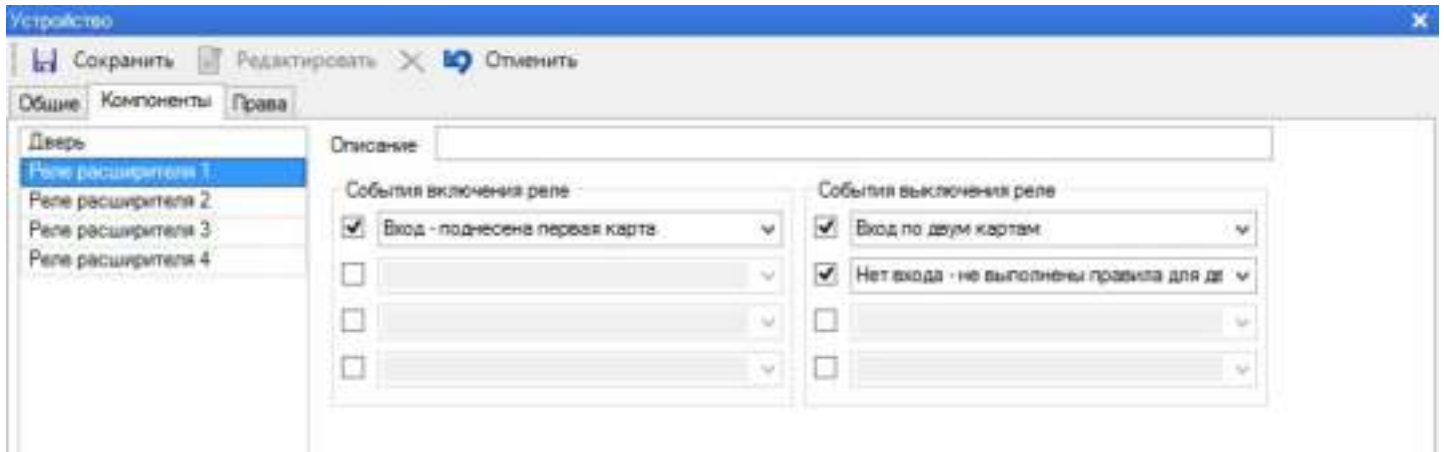 Устройство
Сохранить Редактировать Отменить
Общие Компоненты Права
Дверь
Реле расширителя 1
Реле расширителя 2
Реле расширителя 3
Реле расширителя 4
Описание
События включения реле
Вход - поднесена первая карта
События выключения реле
Вход по двум картам
Нет входа - не выполнены правила для дв